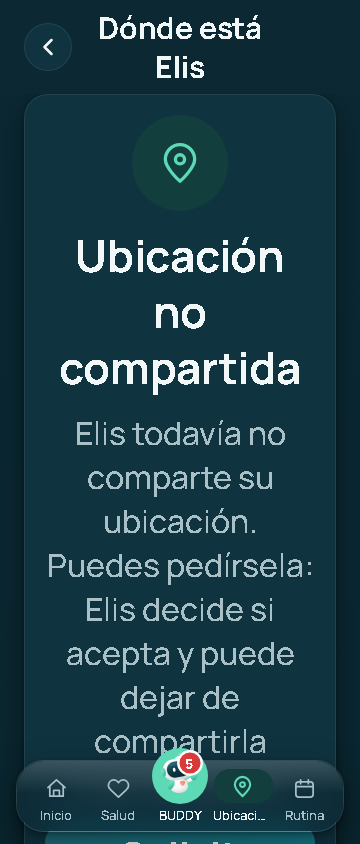 Dónde está
Elis
Ubicación
no
compartida
Elis todavía no
comparte su
ubicación.
Puedes pedírsela:
Elis decide si
acepta y puede
dejar de
compartirla
5
Inicio
Salud
BUDDY
Ubicaci...
Rutina